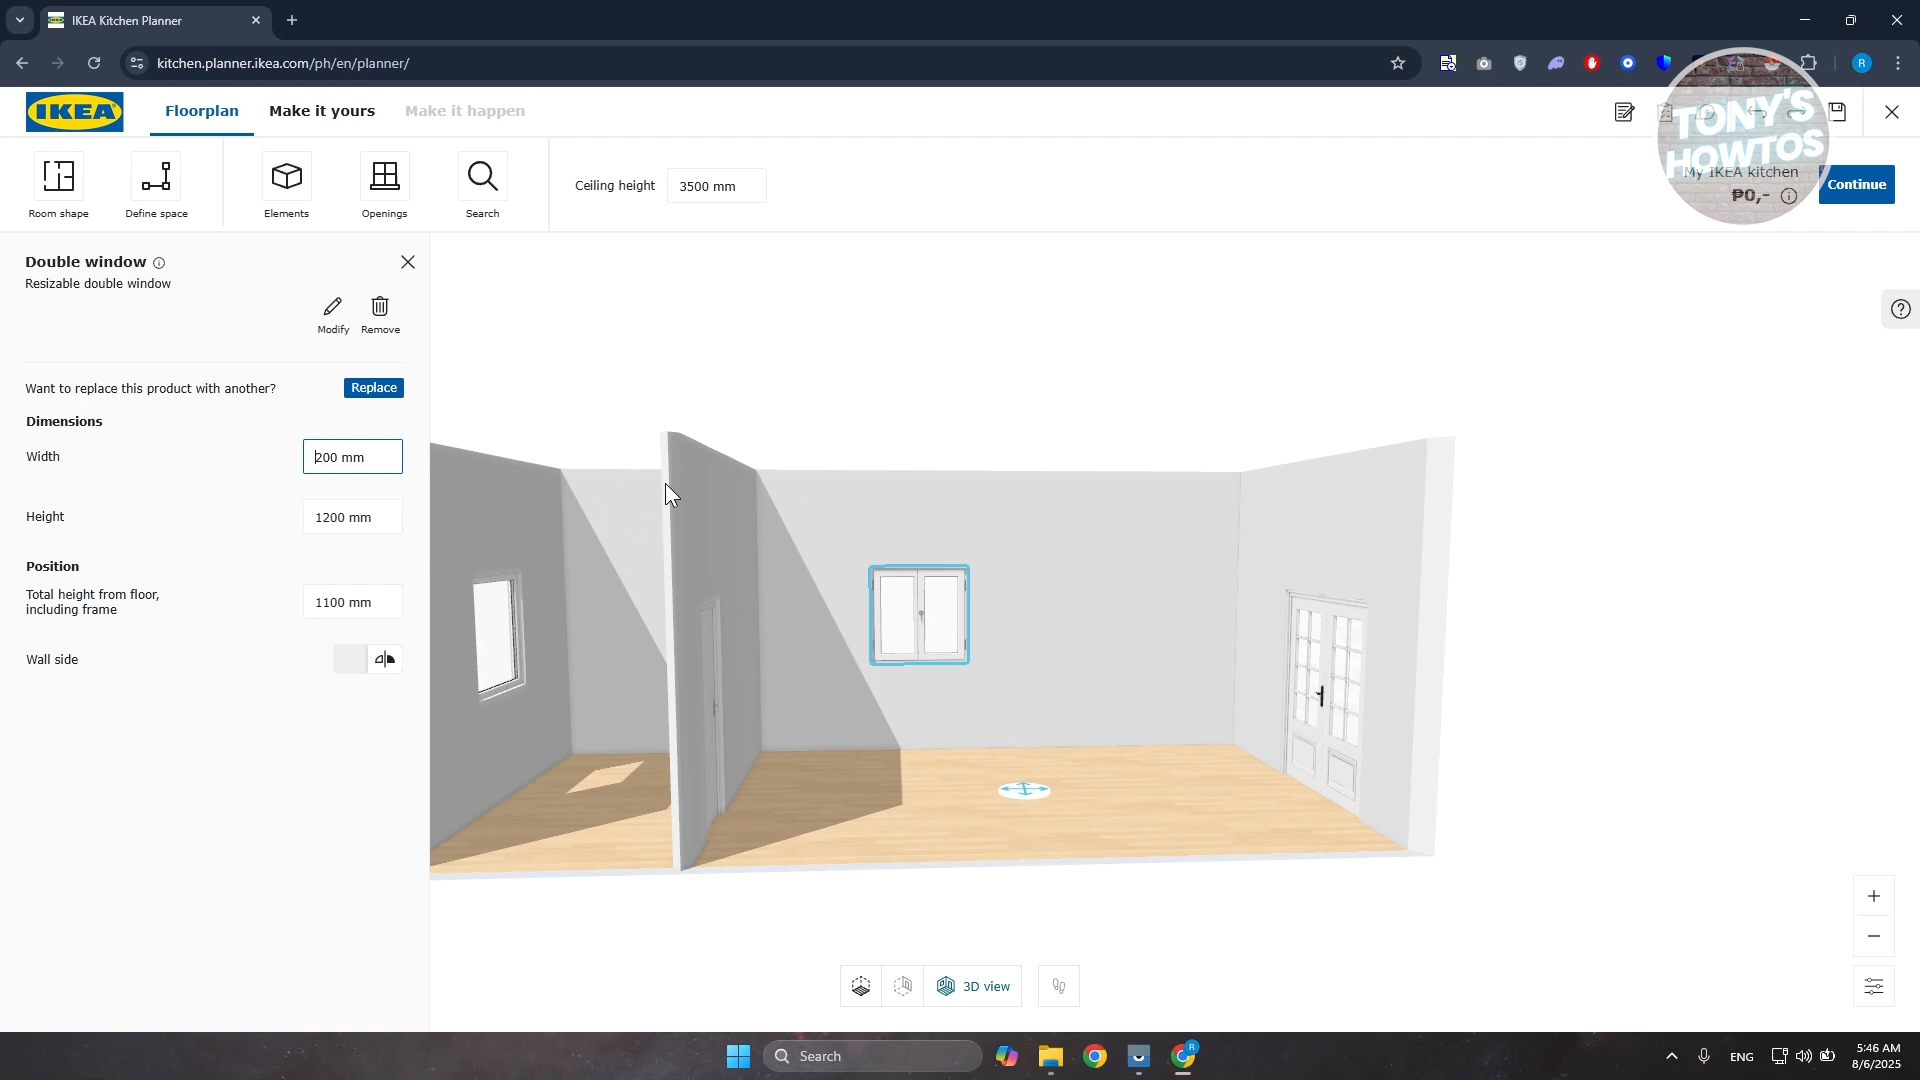 IKEA Kitchen Planner
kitchen.planner.ikea.com/ph/en/planner/
R
IKEA
Floorplan
Make it yours
Make it happen
TONY'S
HOWTOS
Room shape
Define space
Elements
Openings
Search
Ceiling height
3500 mm
My IKEA kitchen
₱0,-
Continue
Double window
Resizable double window
Modify
Remove
Want to replace this product with another?
Replace
Dimensions
Width
200 mm
Height
1200 mm
Position
Total height from floor,
including frame
1100 mm
Wall side
3D view
Search
R
ENG
5:46 AM
8/6/2025